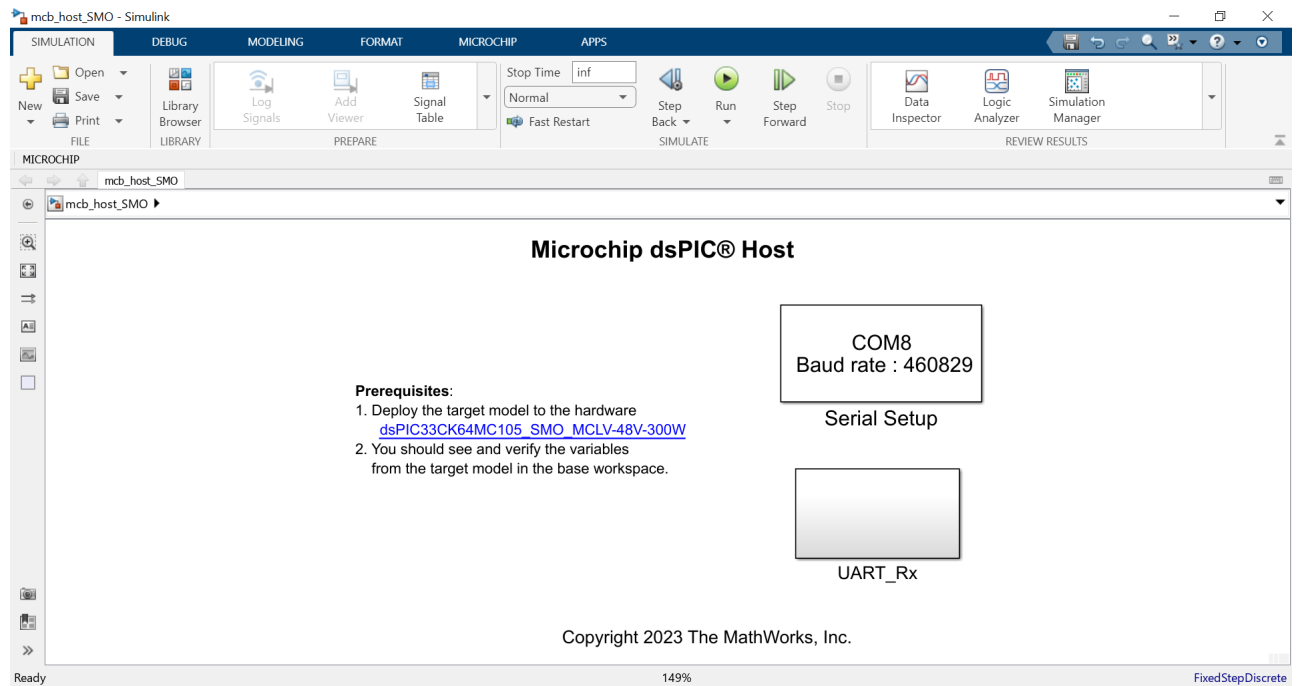 mcb_host_SMO - Simulink
SIMULATION DEBUG MODELING FORMAT MICROCHIP APPS
New
Open
Save
Print
FILE
Library Browser
LIBRARY
Log Signals
Add Viewer
Signal Table
PREPARE
Stop Time inf
Normal
Fast Restart
Step Back
Run
Step Forward
Stop
SIMULATE
Data Inspector
Logic Analyzer
Simulation Manager
REVIEW RESULTS
MICROCHIP
mcb_host_SMO
mcb_host_SMO
Microchip dsPIC® Host
COM8
Baud rate : 460829
Serial Setup
Prerequisites:
1. Deploy the target model to the hardware
dsPIC33CK64MC105_SMO_MCLV-48V-300W
2. You should see and verify the variables
from the target model in the base workspace.
UART_Rx
Copyright 2023 The MathWorks, Inc.
Ready 149% FixedStepDiscrete